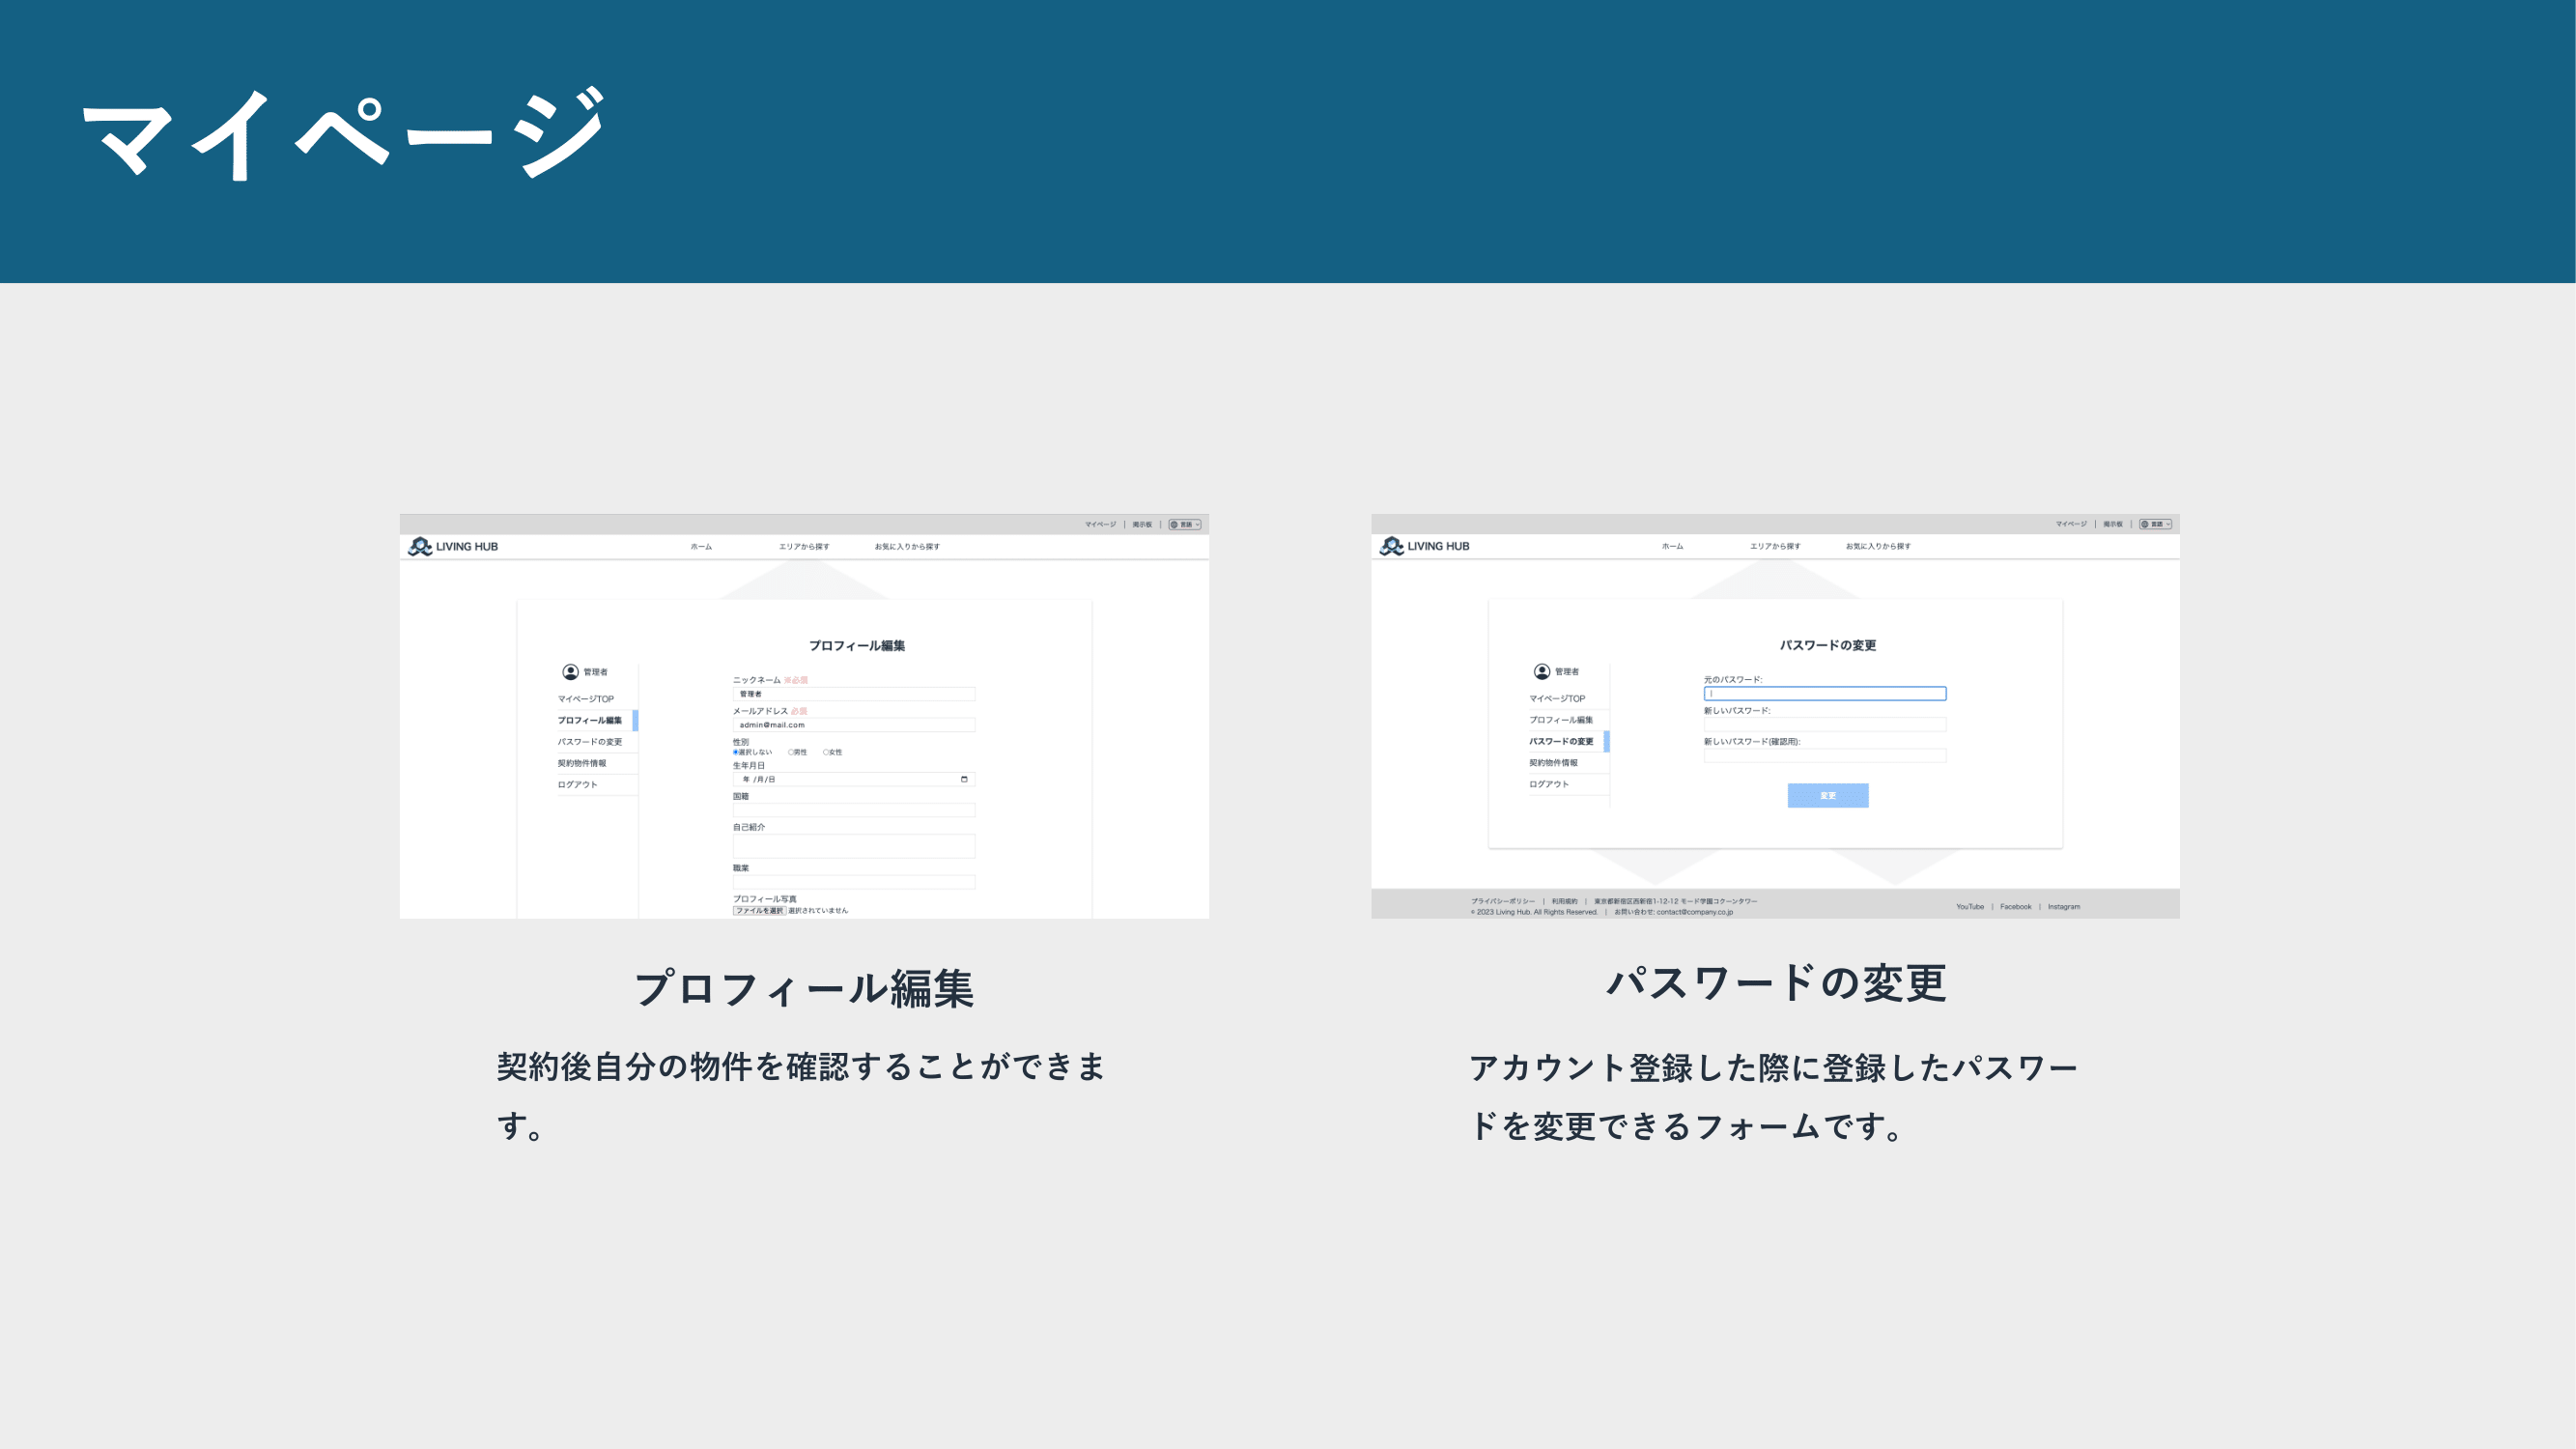 マイページ
マイページ | 掲示板 | 言語
LIVING HUB ホーム エリアから探す お気に入りから探す
プロフィール編集
管理者
マイページTOP
プロフィール編集
パスワードの変更
契約物件情報
ログアウト
ニックネーム ※必須
管理者
メールアドレス 必須
admin@mail.com
性別
選択しない 男性 女性
生年月日
年 /月/日
国籍
自己紹介
職業
プロフィール写真
ファイルを選択 選択されていません
プロフィール編集
契約後自分の物件を確認することができま
す。
マイページ | 掲示板 | 言語
LIVING HUB ホーム エリアから探す お気に入りから探す
パスワードの変更
管理者
マイページTOP
プロフィール編集
パスワードの変更
契約物件情報
ログアウト
元のパスワード:
新しいパスワード:
新しいパスワード(確認用):
変更
プライバシーポリシー | 利用規約 | 東京都新宿区西新宿1-12-12 モード学園コクーンタワー
© 2023 Living Hub. All Rights Reserved. | お問い合わせ: contact@company.co.jp
YouTube | Facebook | Instagram
パスワードの変更
アカウント登録した際に登録したパスワー
ドを変更できるフォームです。